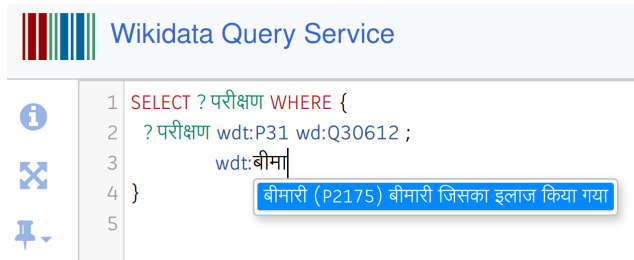 Wikidata Query Service
1 SELECT ?परीक्षण WHERE {
2 ?परीक्षण wdt:P31 wd:Q30612 ;
3 wdt:बीमा
4 }
बीमारी (P2175) बीमारी जिसका इलाज किया गया
5